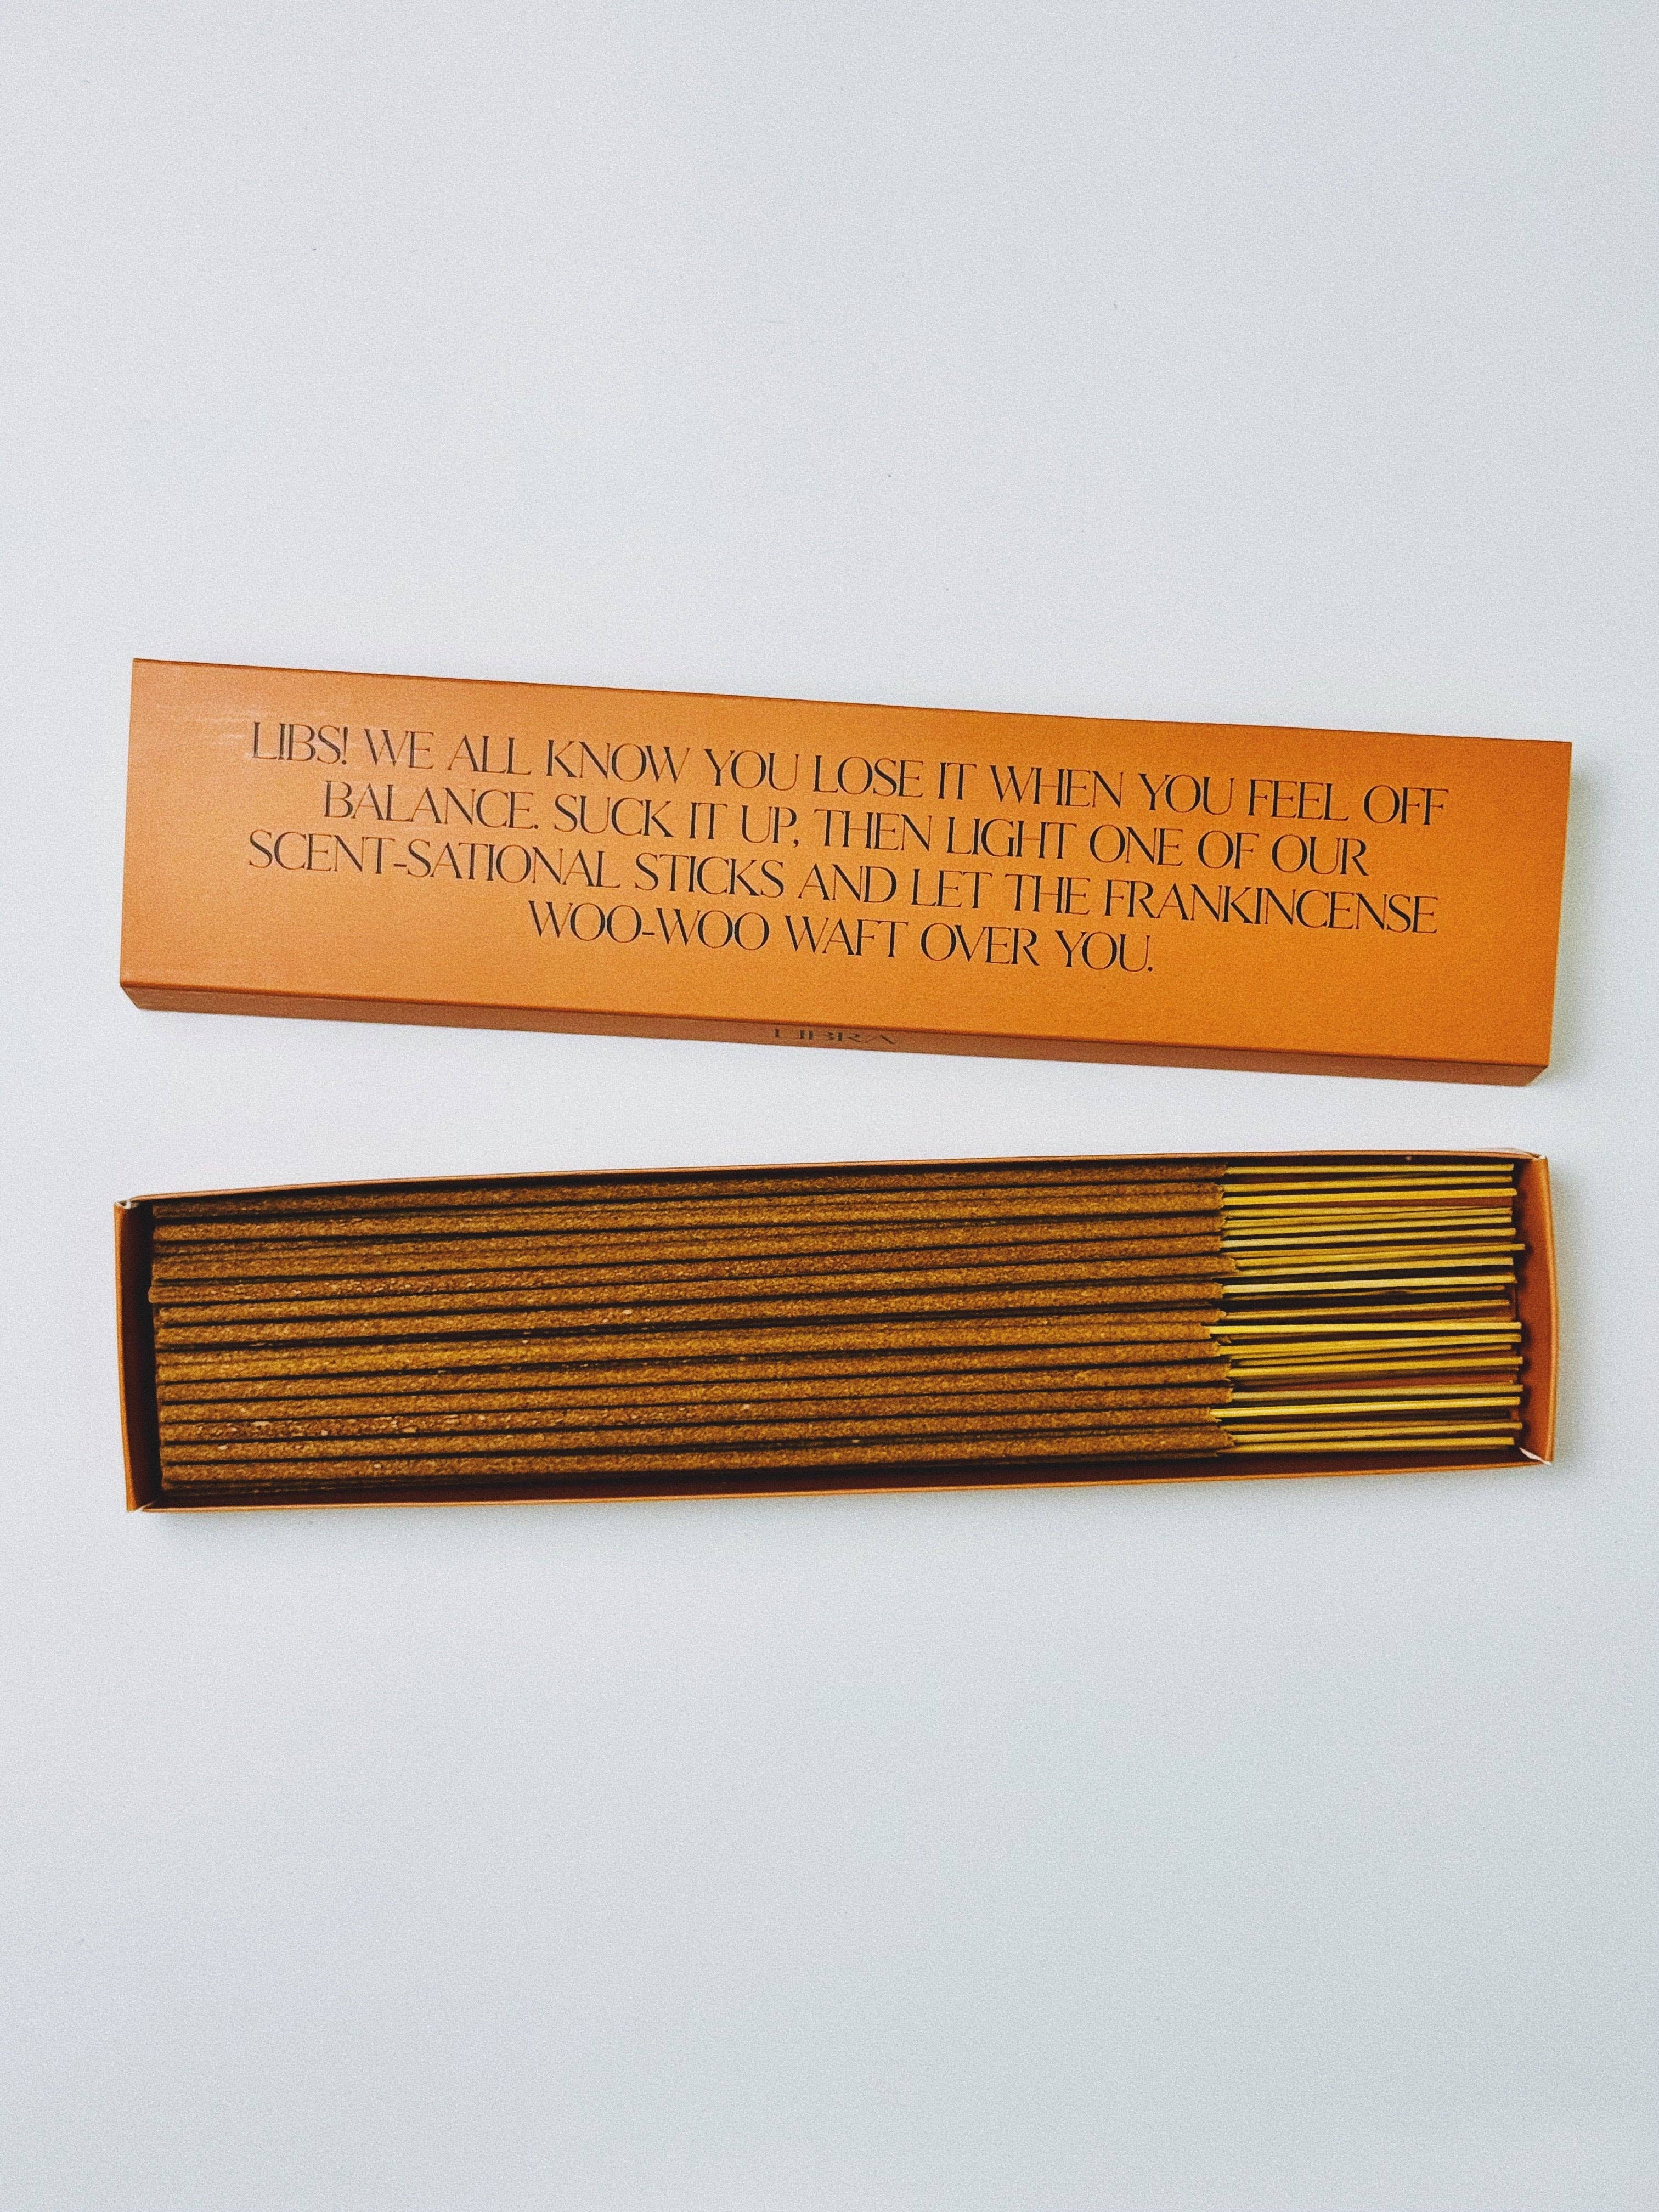 LIBS! WE ALL KNOW YOU LOSE IT WHEN YOU FEEL OFF
BALANCE. SUCK IT UP, THEN LIGHT ONE OF OUR
SCENT-SATIONAL STICKS AND LET THE FRANKINCENSE
WOO-WOO WAFT OVER YOU.
LIBRA